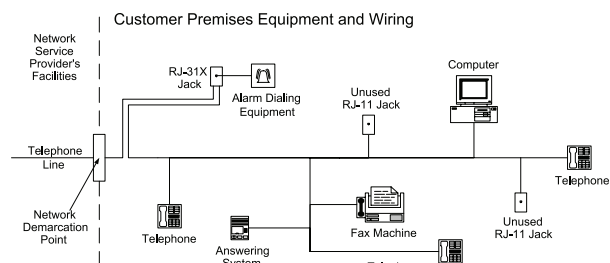 Customer Premises Equipment and Wiring
Network
Service
Provider's
Facilities
RJ-31X
Jack
Alarm Dialing
Equipment
Unused
RJ-11 Jack
Computer
Telephone
Line
Network
Demarcation
Point
Telephone
Answering
System
Fax Machine
Unused
RJ-11 Jack
Telephone